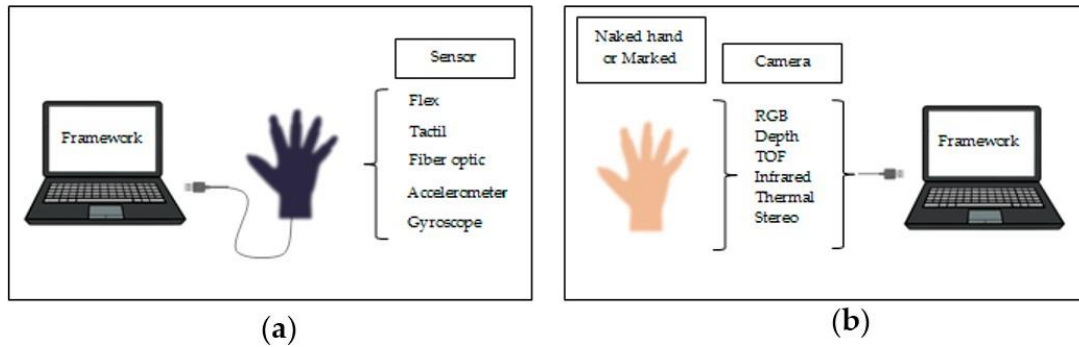 Framework
Sensor
Flex
Tactil
Fiber optic
Accelerometer
Gyroscope
(a)
Naked hand
or Marked
Camera
RGB
Depth
TOF
Infrared
Thermal
Stereo
Framework
(b)